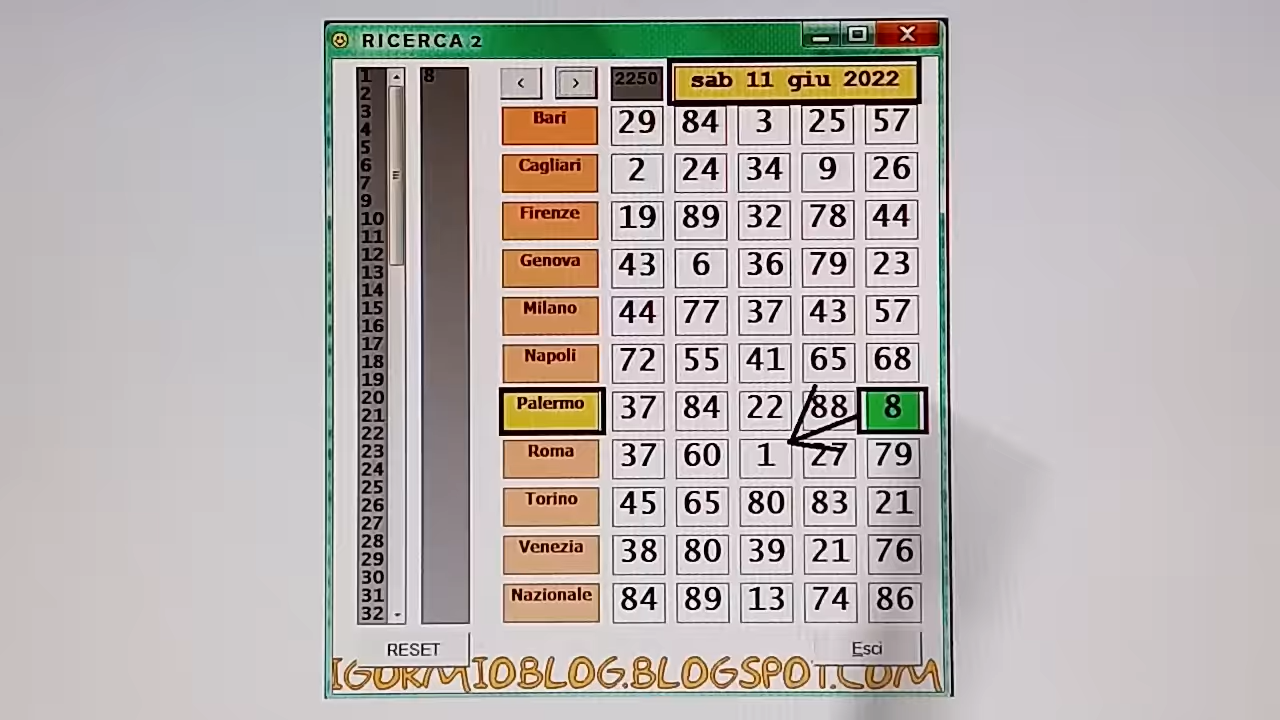 RICERCA 2
1 8 < > 2250 sab 11 giu 2022
2
3
4
5
6
7
9
10
11
12
13
14
15
16
17
18
19
20
21
22
23
24
25
26
27
28
29
30
31
32
Bari 29 84 3 25 57
Cagliari 2 24 34 9 26
Firenze 19 89 32 78 44
Genova 43 6 36 79 23
Milano 44 77 37 43 57
Napoli 72 55 41 65 68
Palermo 37 84 22 88 8
Roma 37 60 1 27 79
Torino 45 65 80 83 21
Venezia 38 80 39 21 76
Nazionale 84 89 13 74 86
RESET Esci
IGORMIOBLOG.BLOGSPOT.COM